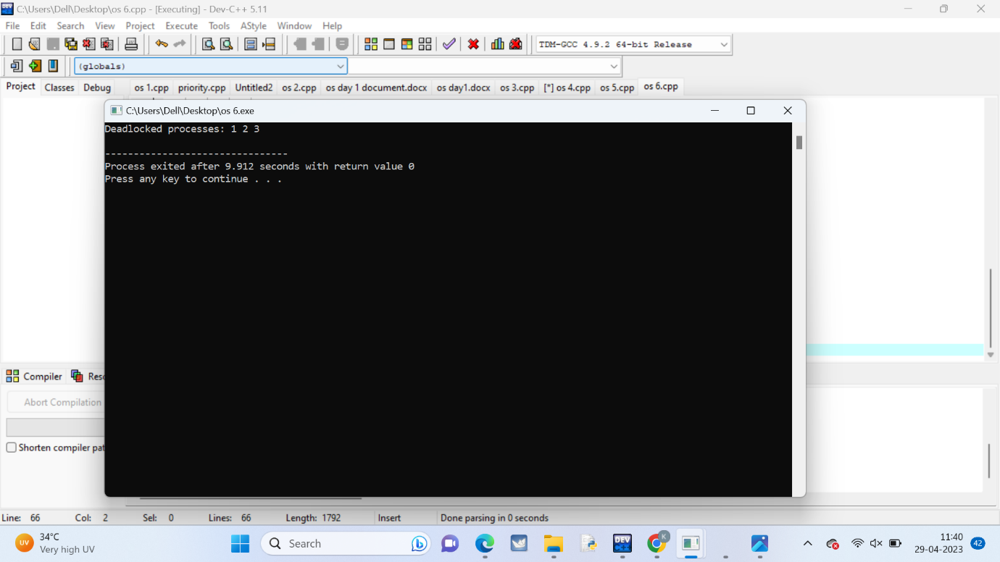 C:\Users\Dell\Desktop\os 6.cpp - [Executing] - Dev-C++ 5.11
File Edit Search View Project Execute Tools AStyle Window Help
TDM-GCC 4.9.2 64-bit Release
(globals)
Project Classes Debug os 1.cpp priority.cpp Untitled2 os 2.cpp os day 1 document.docx os day1.docx os 3.cpp [*] os 4.cpp os 5.cpp os 6.cpp
C:\Users\Dell\Desktop\os 6.exe
Deadlocked processes: 1 2 3
--------------------------------
Process exited after 9.912 seconds with return value 0
Press any key to continue . . .
Compiler
Abort Compilation
Shorten compiler
Line: 66 Col: 2 Sel: 0 Lines: 66 Length: 1792 Insert Done parsing in 0 seconds
UV
34°C
Very high UV
Search
DEV
K
11:40
29-04-2023
42